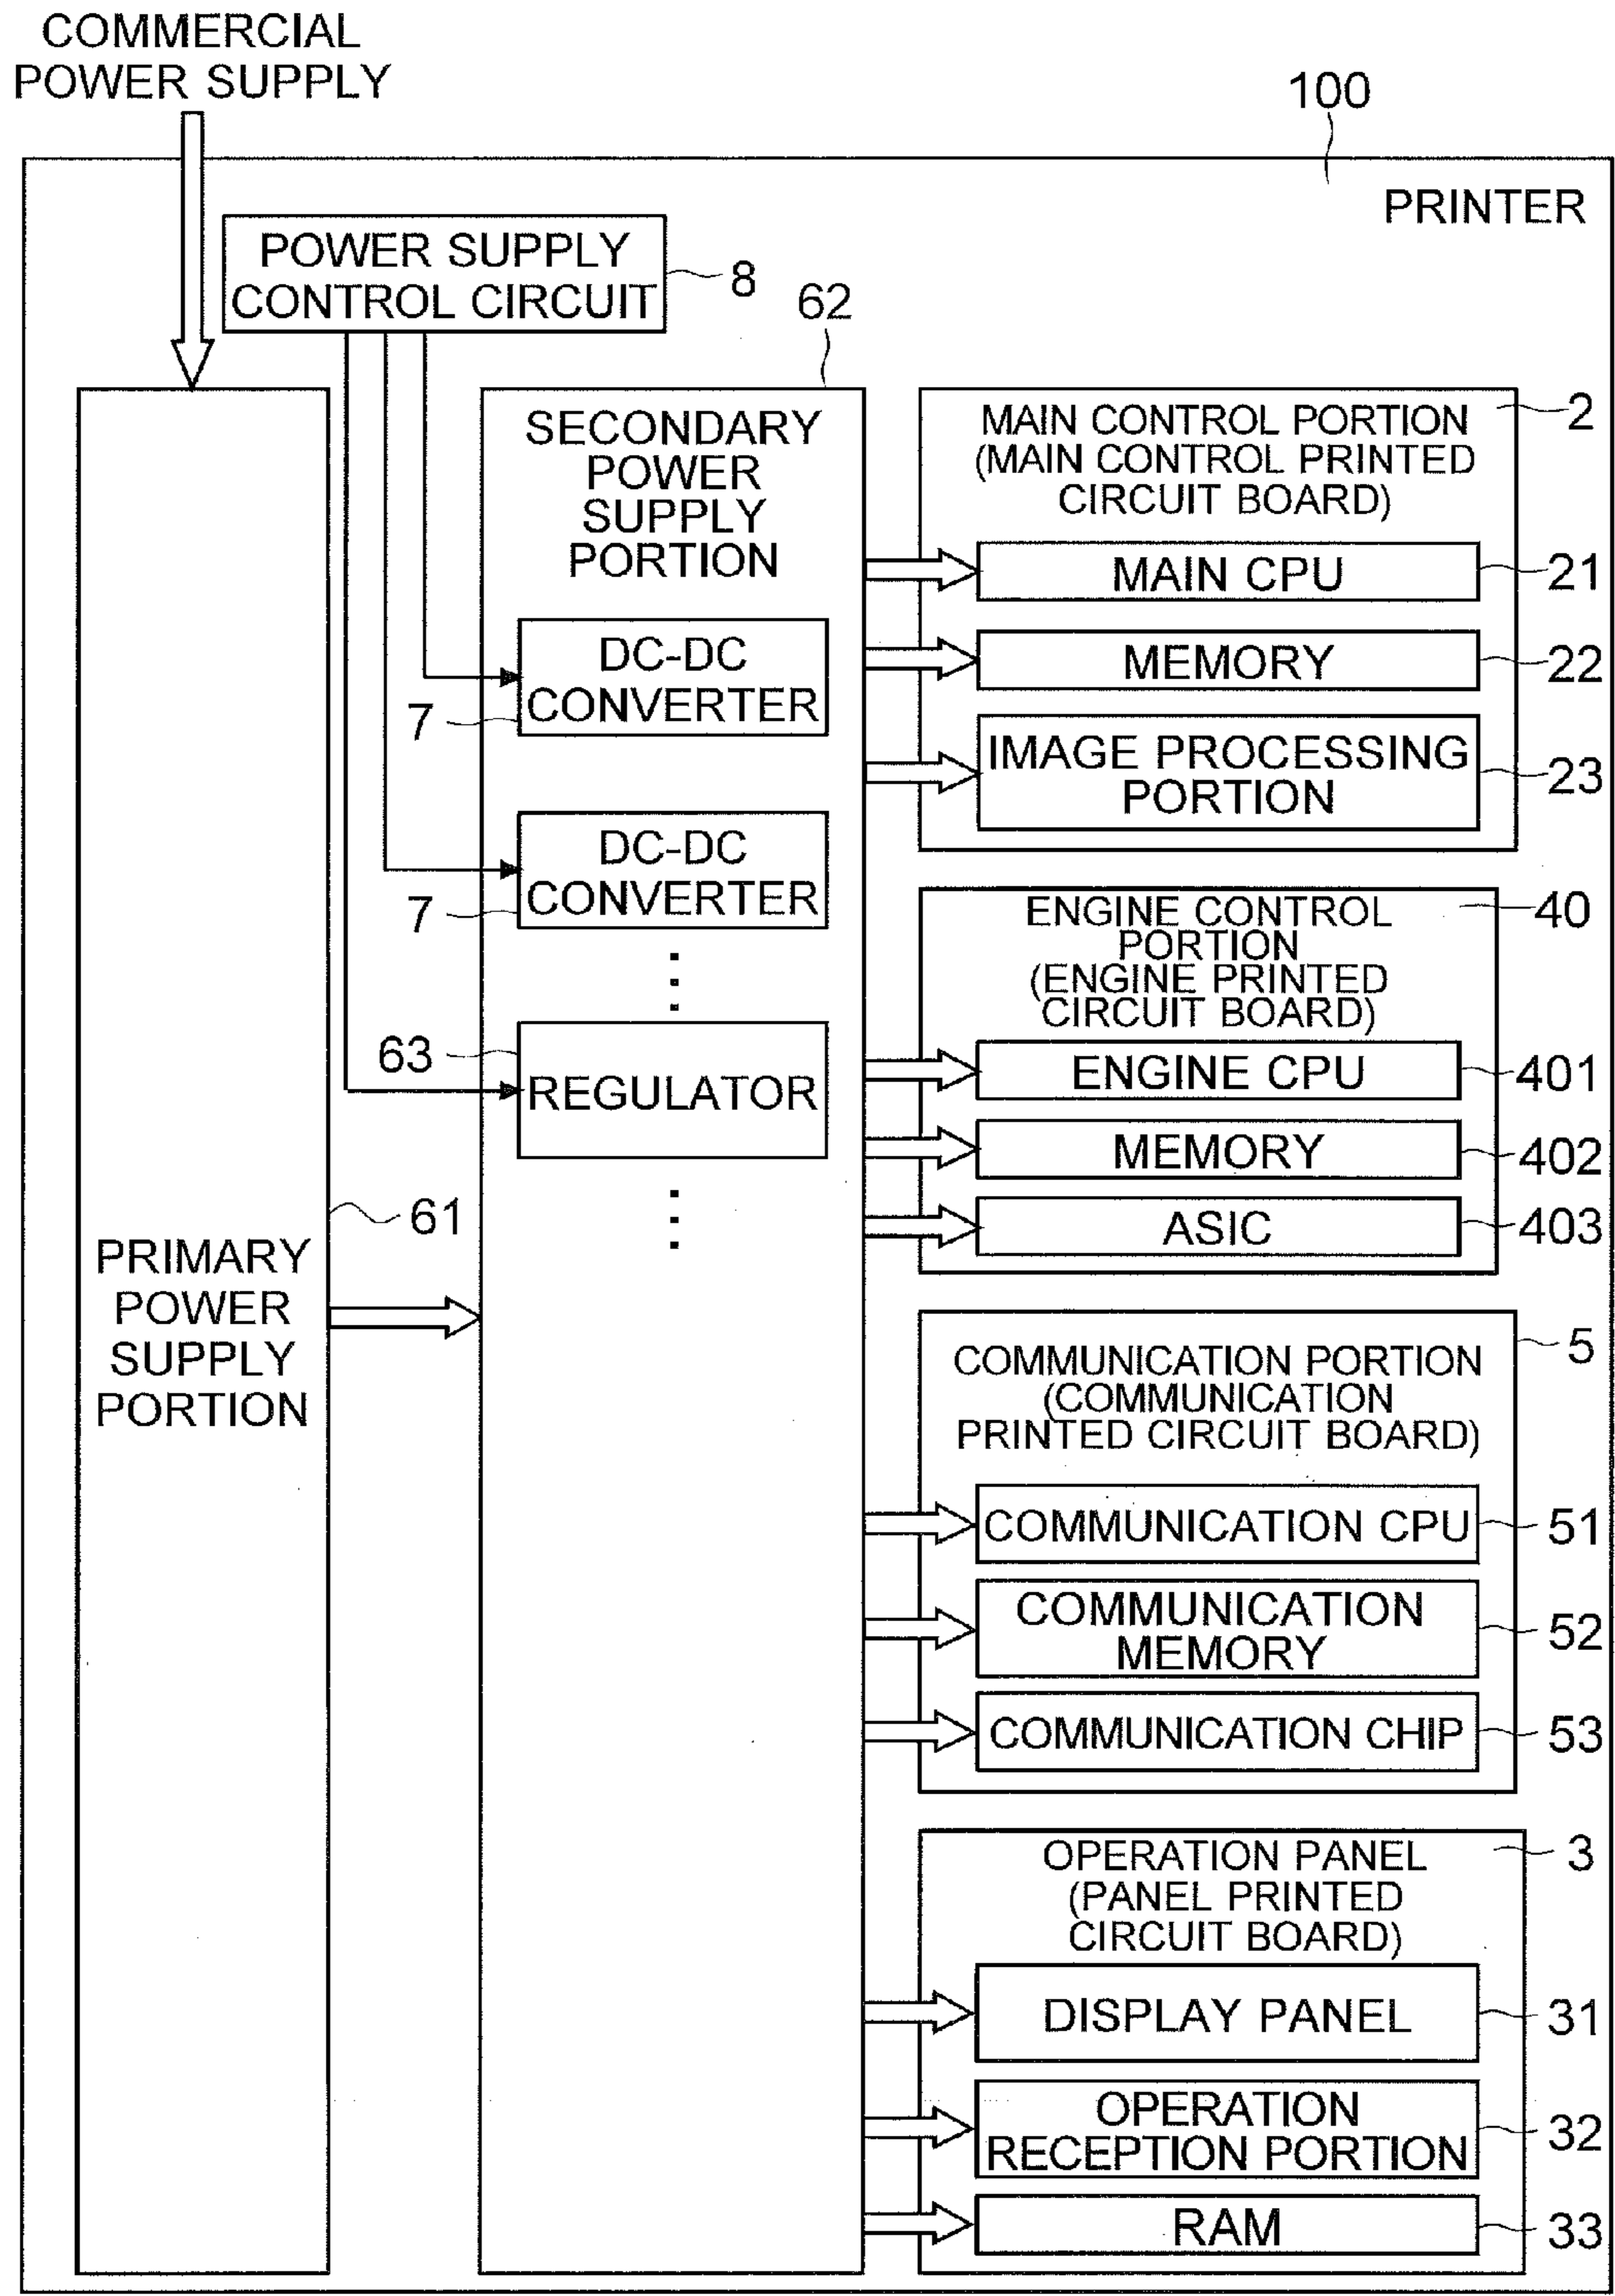 COMMERCIAL
POWER SUPPLY
100
PRINTER
POWER SUPPLY
CONTROL CIRCUIT
8
62
SECONDARY
POWER
SUPPLY
PORTION
DC-DC
CONVERTER
7
DC-DC
CONVERTER
7
63
REGULATOR
61
PRIMARY
POWER
SUPPLY
PORTION
MAIN CONTROL PORTION
(MAIN CONTROL PRINTED
CIRCUIT BOARD)
2
MAIN CPU
21
MEMORY
22
IMAGE PROCESSING
PORTION
23
ENGINE CONTROL
PORTION
(ENGINE PRINTED
CIRCUIT BOARD)
40
ENGINE CPU
401
MEMORY
402
ASIC
403
COMMUNICATION PORTION
(COMMUNICATION
PRINTED CIRCUIT BOARD)
5
COMMUNICATION CPU
51
COMMUNICATION
MEMORY
52
COMMUNICATION CHIP
53
OPERATION PANEL
(PANEL PRINTED
CIRCUIT BOARD)
3
DISPLAY PANEL
31
OPERATION
RECEPTION PORTION
32
RAM
33